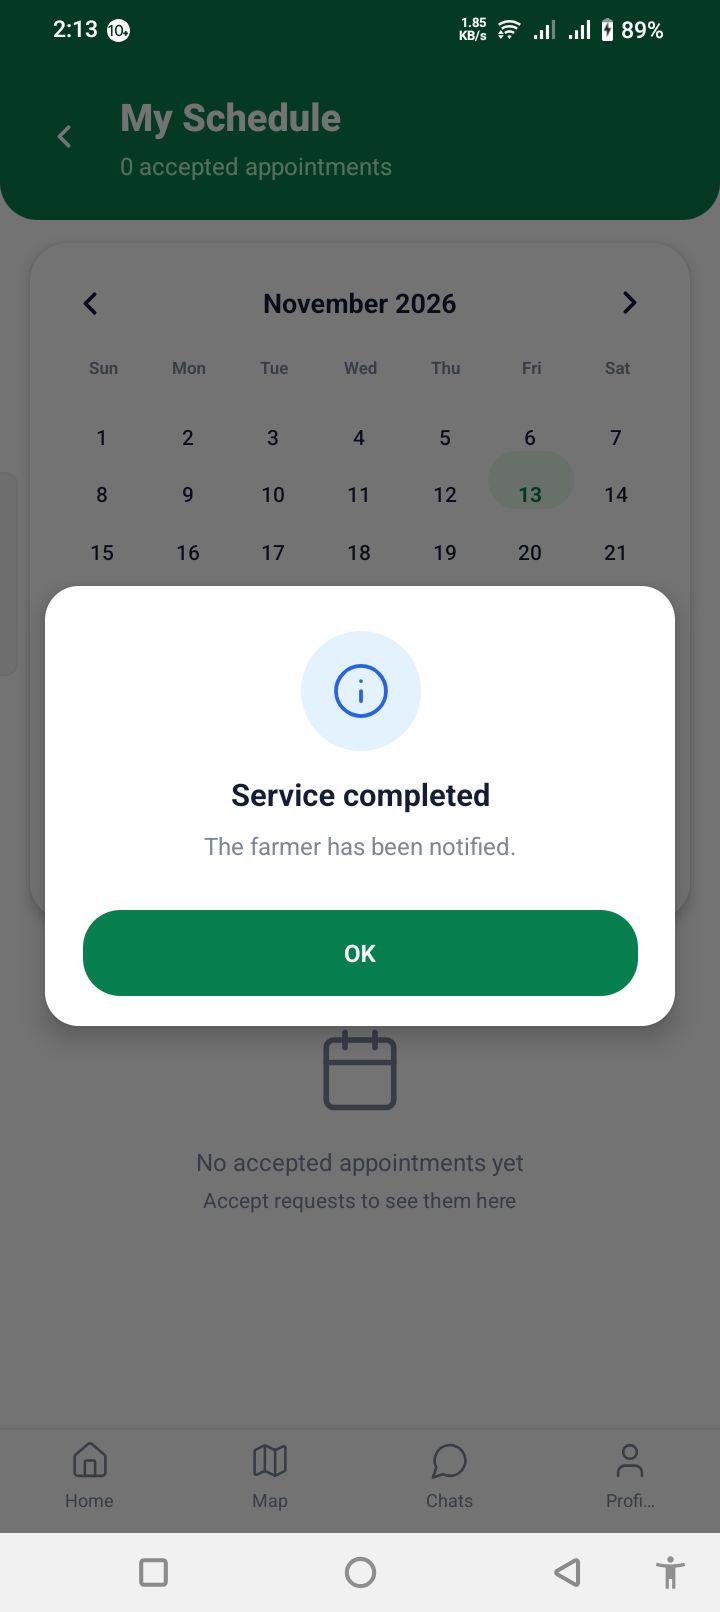 2:13
1.85
KB/s
89%
My Schedule
0 accepted appointments
November 2026
Sun Mon Tue Wed Thu Fri Sat
1 2 3 4 5 6 7
8 9 10 11 12 13 14
15 16 17 18 19 20 21
Service completed
The farmer has been notified.
OK
No accepted appointments yet
Accept requests to see them here
Home Map Chats Profi...